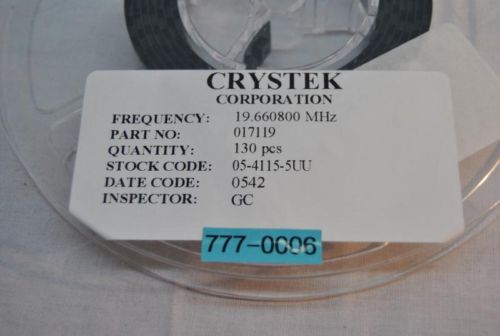 CRYSTEK
CORPORATION
FREQUENCY: 19.660800 MHz
PART NO: 017119
QUANTITY: 130 pcs
STOCK CODE: 05-4115-5UU
DATE CODE: 0542
INSPECTOR: GC
777-0006